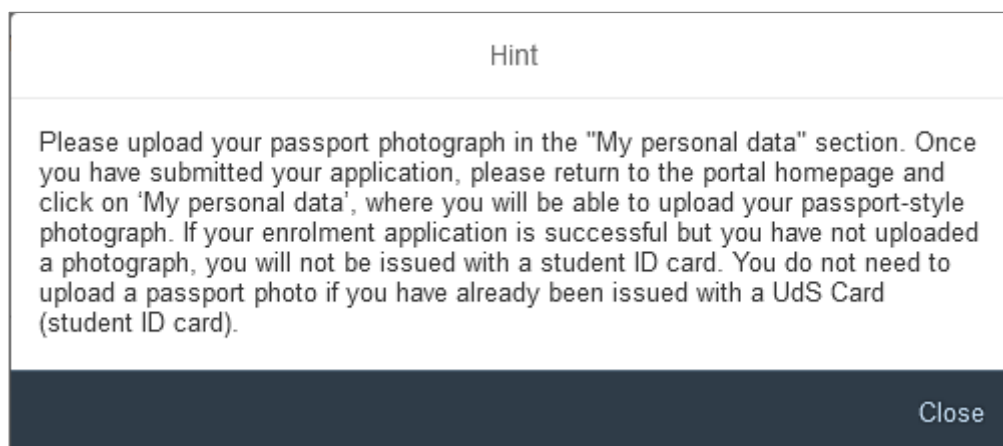 Hint
Please upload your passport photograph in the "My personal data" section. Once
you have submitted your application, please return to the portal homepage and
click on ‘My personal data’, where you will be able to upload your passport-style
photograph. If your enrolment application is successful but you have not uploaded
a photograph, you will not be issued with a student ID card. You do not need to
upload a passport photo if you have already been issued with a UdS Card
(student ID card).
Close